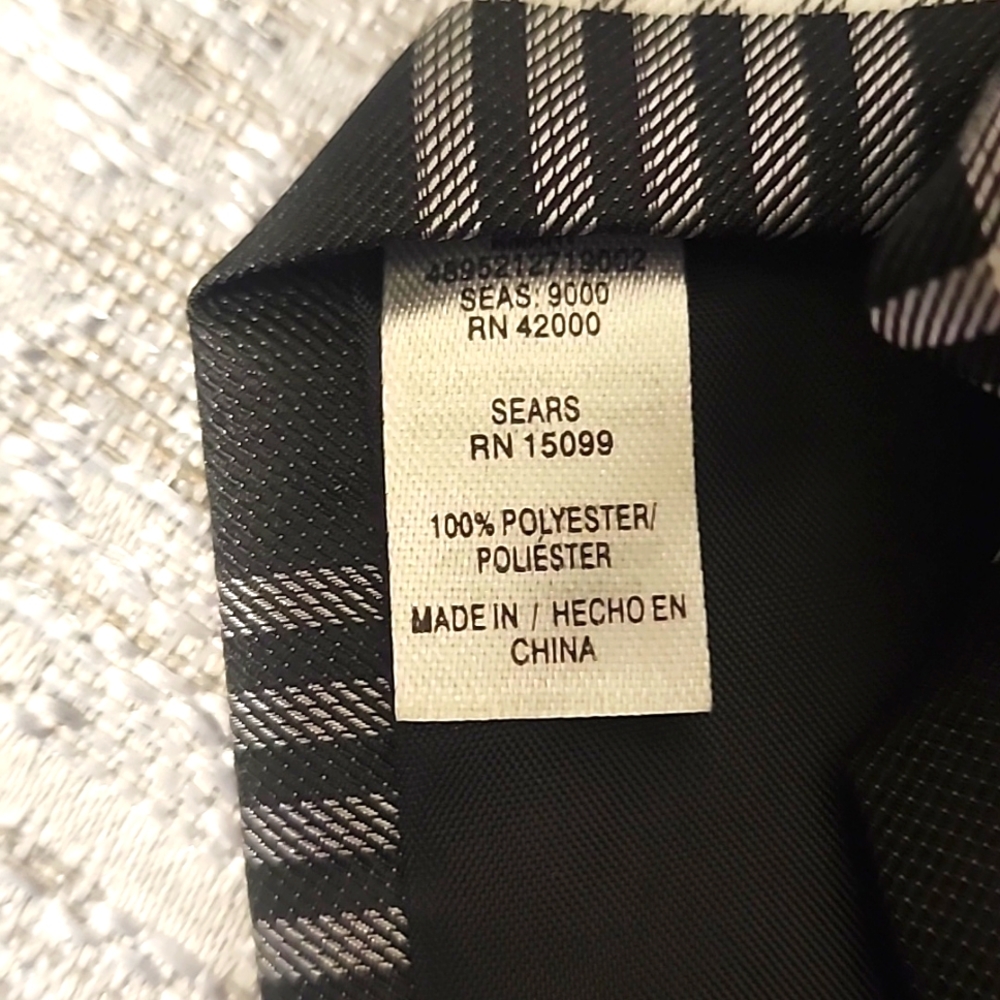 4895212719002
SEAS: 9000
RN 42000
SEARS
RN 15099
100% POLYESTER/
POLIÉSTER
MADE IN / HECHO EN
CHINA